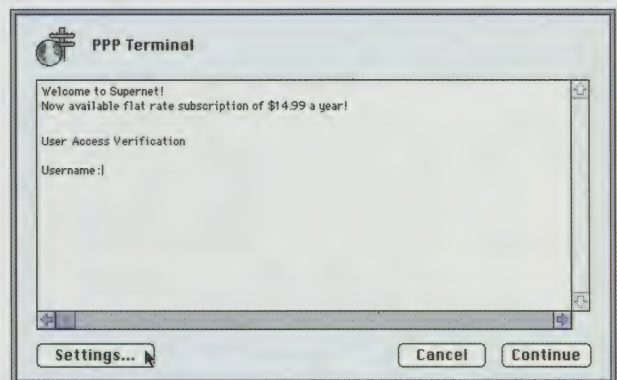 PPP Terminal
Welcome to Supernet!
Now available flat rate subscription of $14.99 a year!
User Access Verification
Username:
Settings...
Cancel
Continue